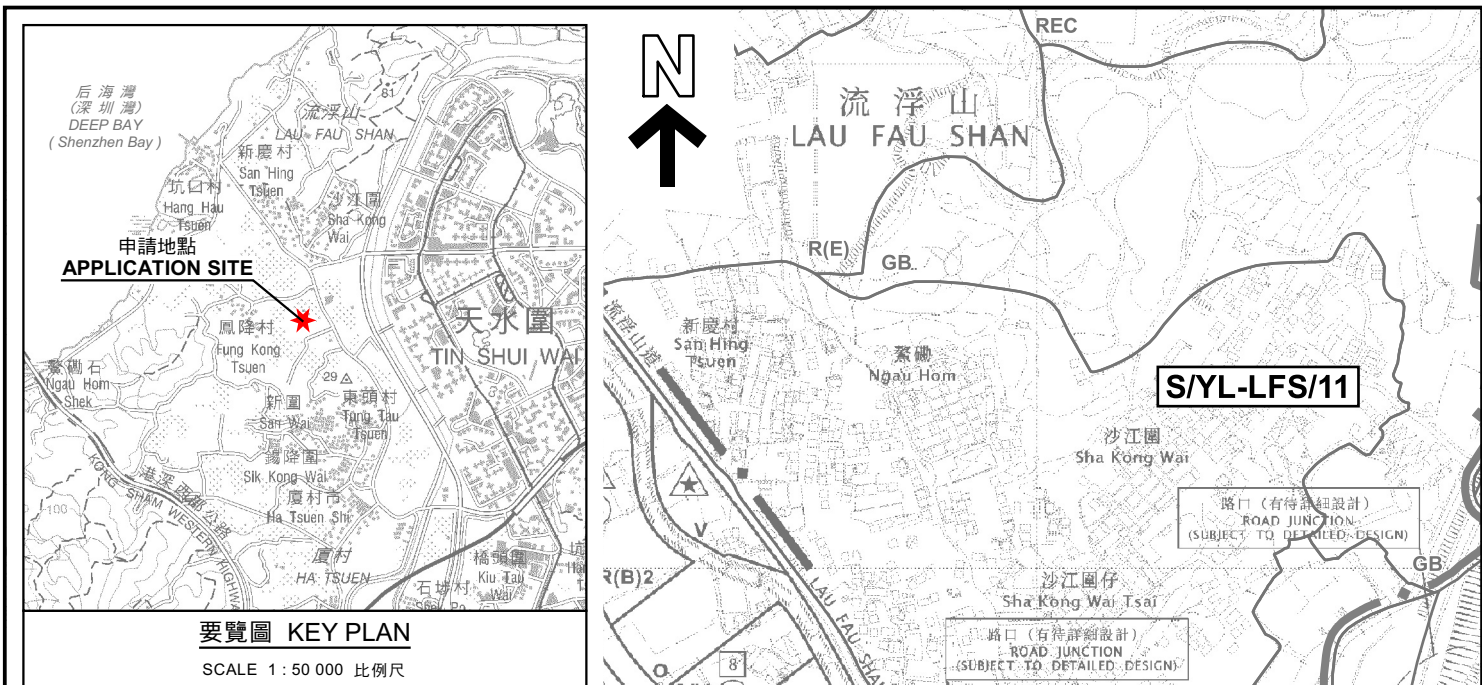 后海灣
(深圳灣)
DEEP BAY
( Shenzhen Bay )
81
流浮山
LAU FAU SHAN
新慶村
San Hing
Tsuen
坑口村
Hang Hau
Tsuen
沙江圍
Sha Kong
Wai
申請地點
APPLICATION SITE
鳳降村
Fung Kong
Tsuen
天水圍
TIN SHUI WAI
鰲磡石
Ngau Hom
Shek
29
新圍
San Wai
東頭村
Tung Tau
Tsuen
錫降圍
Sik Kong Wai
廈村市
Ha Tsuen Shi
港深西部公路
KONG SHAM WESTERN HIGHWAY
100
廈村
HA TSUEN
橋頭圍
Kiu Tau
Wai
石埗村
要覽圖 KEY PLAN
SCALE 1 : 50 000 比例尺
N
REC
流浮山
LAU FAU SHAN
R(E)
GB
流浮山道
新慶村
San Hing
Tsuen
鰲磡
Ngau Hom
S/YL-LFS/11
沙江圍
Sha Kong Wai
路口（有待詳細設計）
ROAD JUNCTION
(SUBJECT TO DETAILED DESIGN)
GB
V
R(B)2
沙江圍仔
Sha Kong Wai Tsai
路口（有待詳細設計）
ROAD JUNCTION
(SUBJECT TO DETAILED DESIGN)
LAU FAU SHAN
O
8